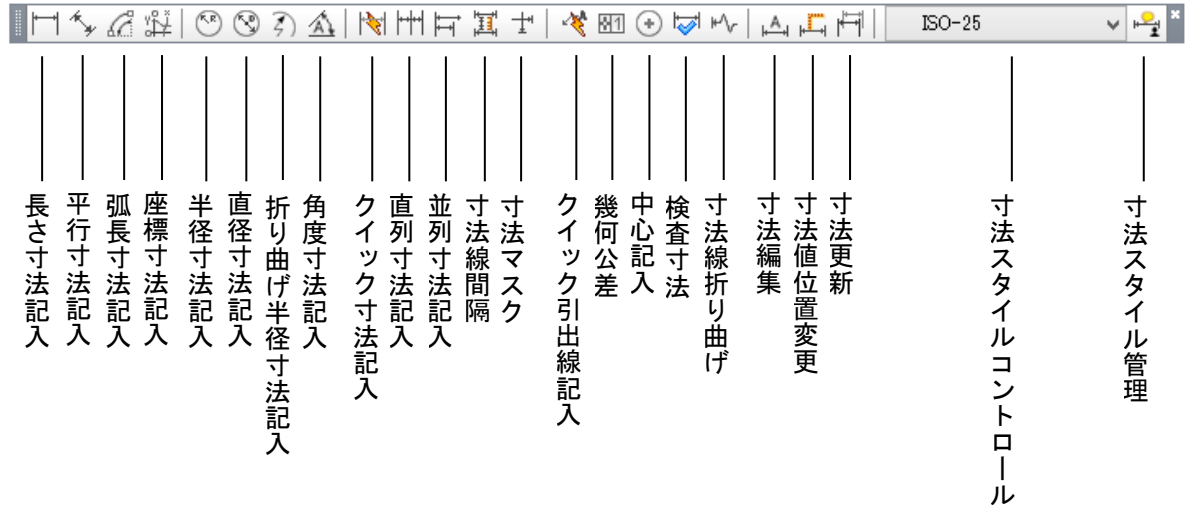 ISO-25
長さ寸法記入
平行寸法記入
弧長寸法記入
座標寸法記入
半径寸法記入
直径寸法記入
折り曲げ半径寸法記入
角度寸法記入
クイック寸法記入
直列寸法記入
並列寸法記入
寸法線間隔
寸法マスク
クイック引出線記入
幾何公差
中心記入
検査寸法
寸法線折り曲げ
寸法編集
寸法値位置変更
寸法更新
寸法スタイルコントロール
寸法スタイル管理